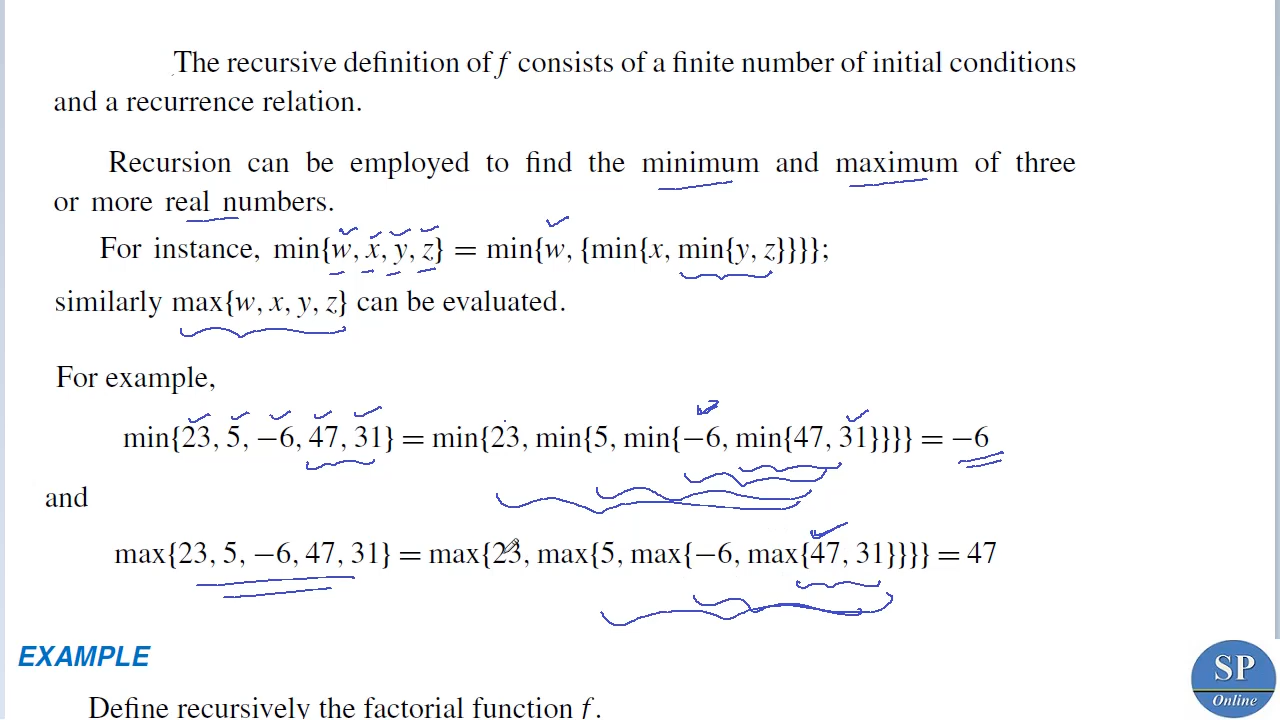 The recursive definition of f consists of a finite number of initial conditions
and a recurrence relation.
Recursion can be employed to find the minimum and maximum of three
or more real numbers.
For instance, min{w, x, y, z} = min{w, {min{x, min{y, z}}}};
similarly max{w, x, y, z} can be evaluated.
For example,
min{23, 5, −6, 47, 31} = min{23, min{5, min{−6, min{47, 31}}}} = −6
and
max{23, 5, −6, 47, 31} = max{23, max{5, max{−6, max{47, 31}}}} = 47
EXAMPLE
Define recursively the factorial function f.
SP
Online